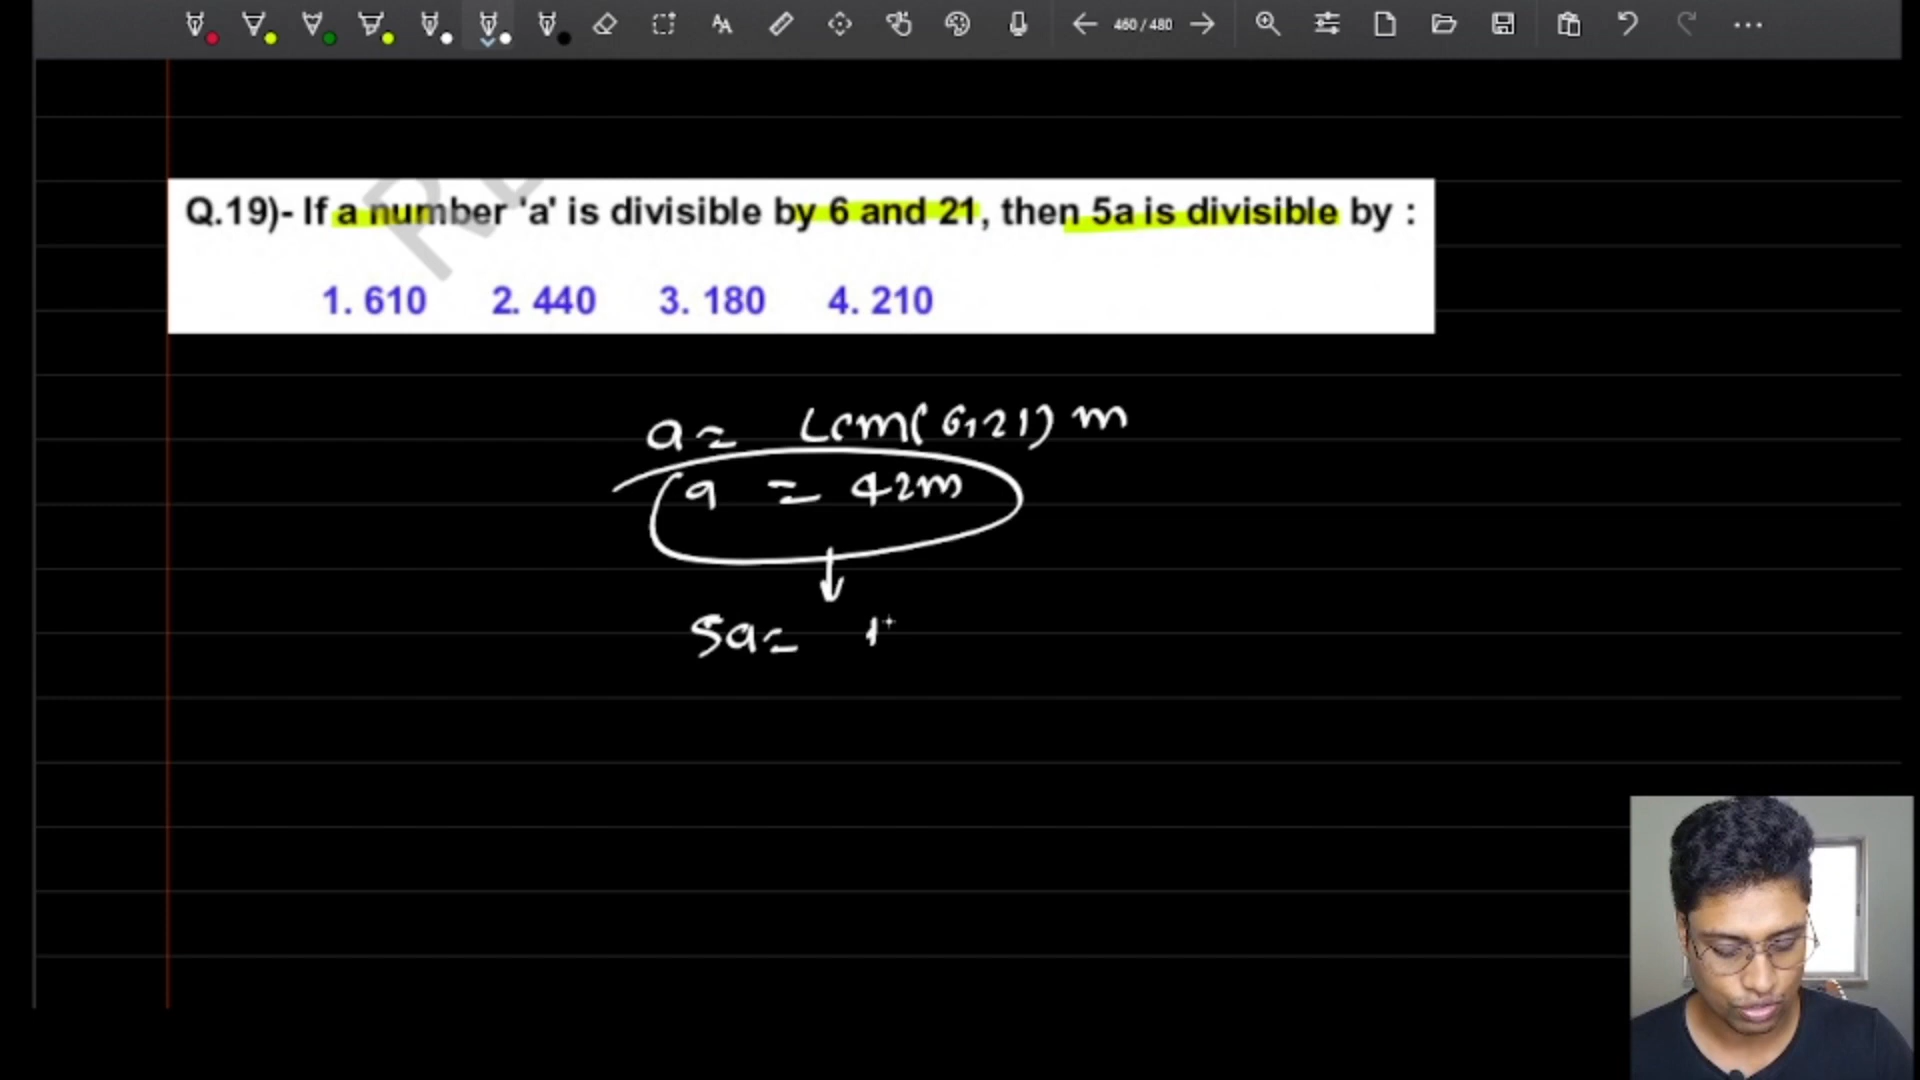 460 / 480
Q.19)- If a number 'a' is divisible by 6 and 21, then 5a is divisible by :
1. 610 2. 440 3. 180 4. 210
a = Lcm(6,21) m
a = 42m
5a =